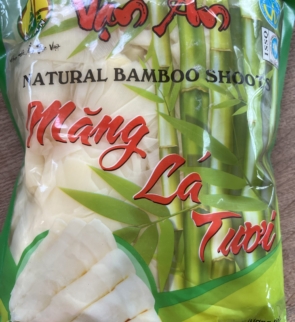 Vạn An
NATURAL BAMBOO SHOOTS
Măng
Lá
Tươi